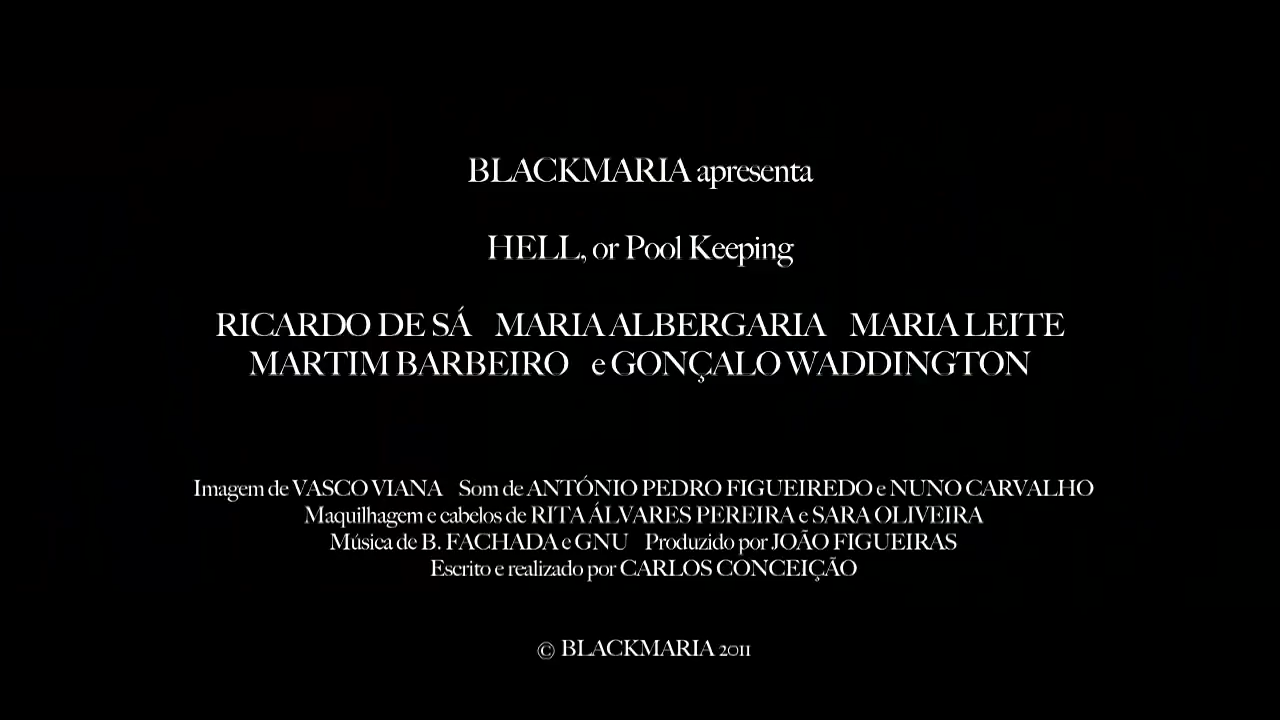 BLACKMARIA apresenta
HELL, or Pool Keeping
RICARDO DE SÁ MARIA ALBERGARIA MARIA LEITE
MARTIM BARBEIRO e GONÇALO WADDINGTON
Imagem de VASCO VIANA Som de ANTÓNIO PEDRO FIGUEIREDO e NUNO CARVALHO
Maquilhagem e cabelos de RITA ÁLVARES PEREIRA e SARA OLIVEIRA
Música de B. FACHADA e GNU Produzido por JOÃO FIGUEIRAS
Escrito e realizado por CARLOS CONCEIÇÃO
© BLACKMARIA 2011